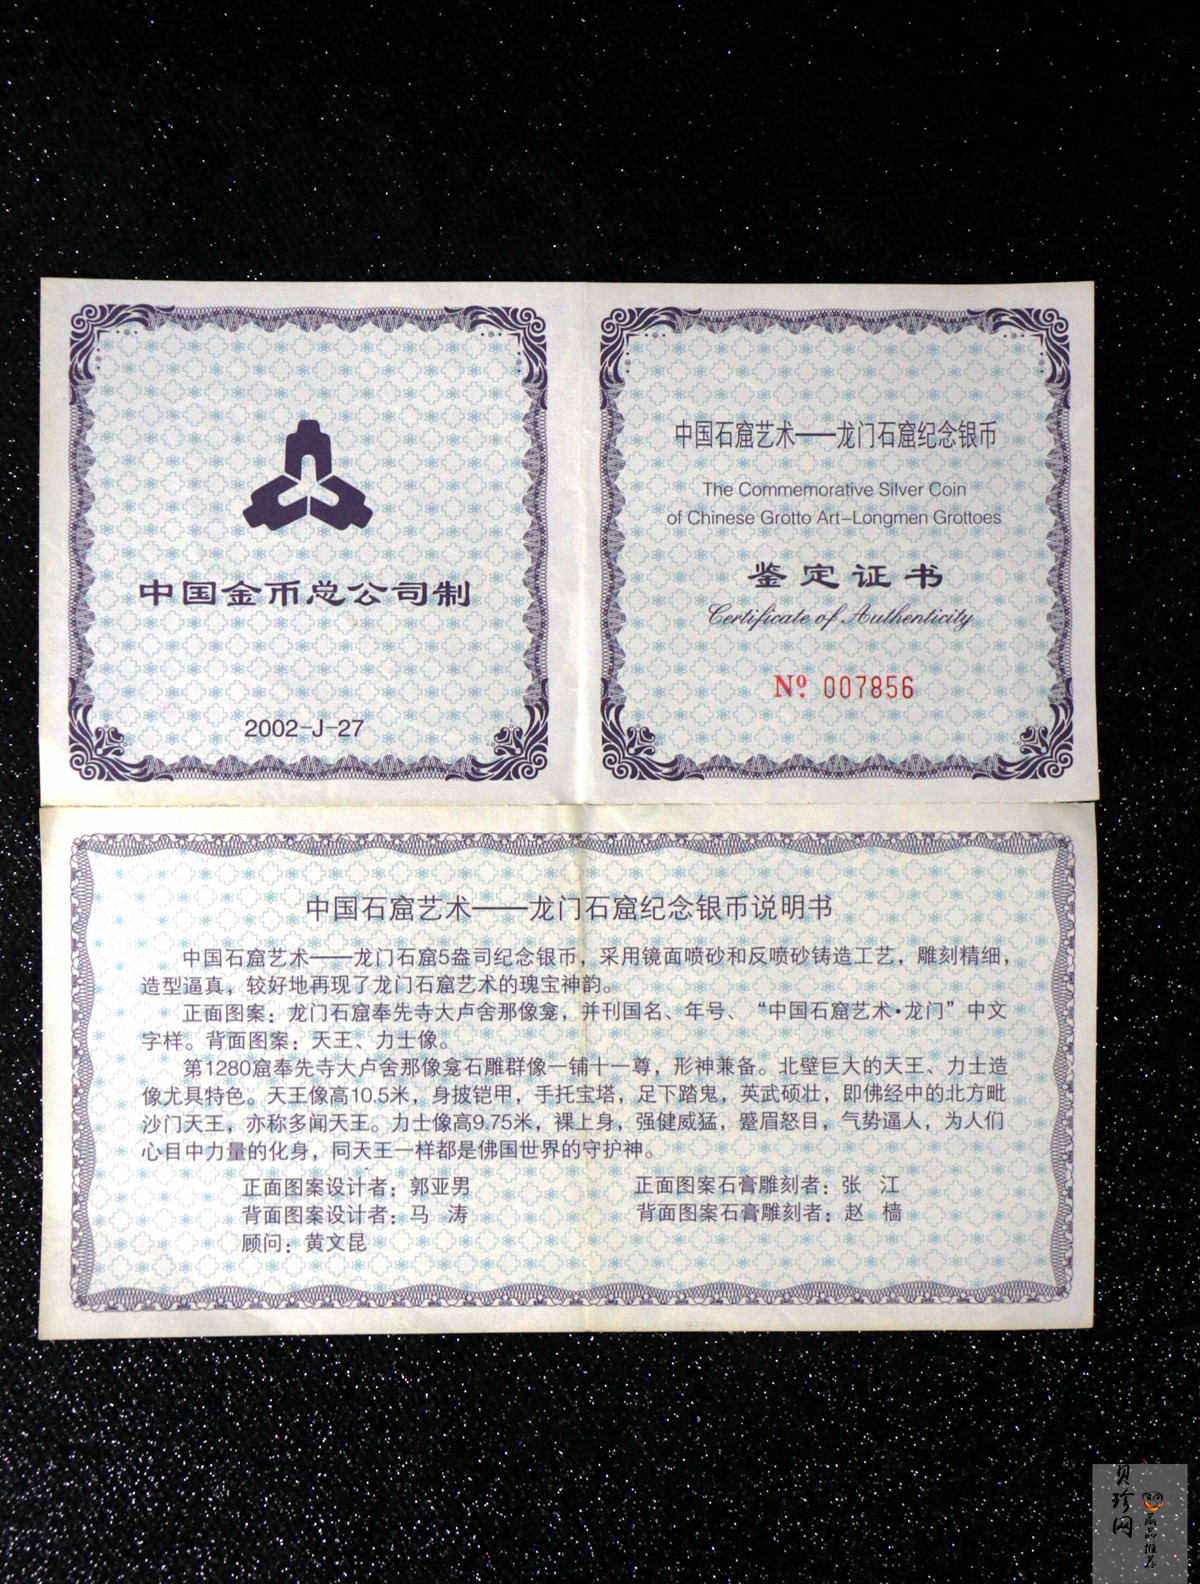 中国金币总公司制
2002-J-27
中国石窟艺术——龙门石窟纪念银币
The Commemorative Silver Coin
of Chinese Grotto Art-Longmen Grottoes
鉴定证书
Certificate of Authenticity
Nº 007856
中国石窟艺术——龙门石窟纪念银币说明书
中国石窟艺术——龙门石窟5盎司纪念银币，采用镜面喷砂和反喷砂铸造工艺，雕刻精细，
造型逼真，较好地再现了龙门石窟艺术的瑰宝神韵。
正面图案：龙门石窟奉先寺大卢舍那像龛，并刊国名、年号、“中国石窟艺术·龙门”中文
字样。背面图案：天王、力士像。
第1280窟奉先寺大卢舍那像龛石雕群像一铺十一尊，形神兼备。北壁巨大的天王、力士造
像尤具特色。天王像高10.5米，身披铠甲，手托宝塔，足下踏鬼，英武硕壮，即佛经中的北方毗
沙门天王，亦称多闻天王。力士像高9.75米，裸上身，强健威猛，蹙眉怒目，气势逼人，为人们
心目中力量的化身，同天王一样都是佛国世界的守护神。
正面图案设计者：郭亚男
正面图案石膏雕刻者：张 江
背面图案设计者：马 涛
背面图案石膏雕刻者：赵 樯
顾问：黄文昆
贝珍网
藏品推荐